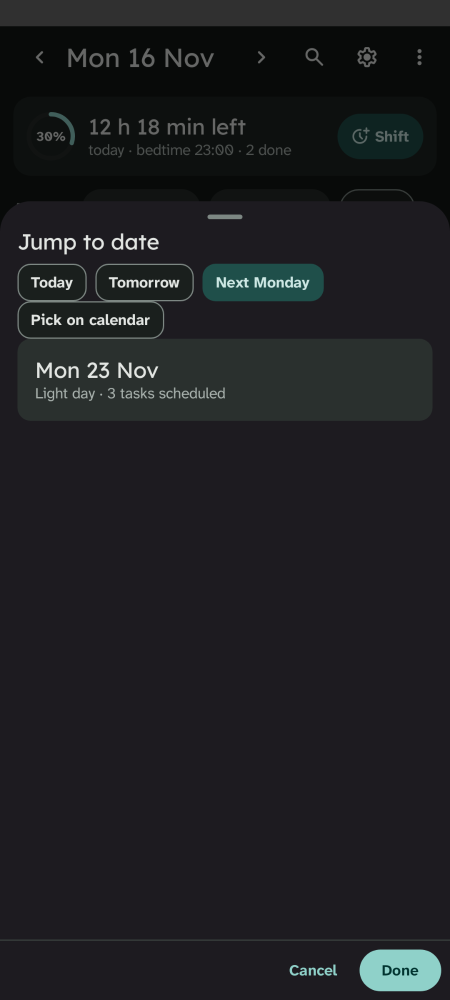 Mon 16 Nov
30%
12 h 18 min left
today · bedtime 23:00 · 2 done
Shift
Jump to date
Today
Tomorrow
Next Monday
Pick on calendar
Mon 23 Nov
Light day · 3 tasks scheduled
Cancel
Done